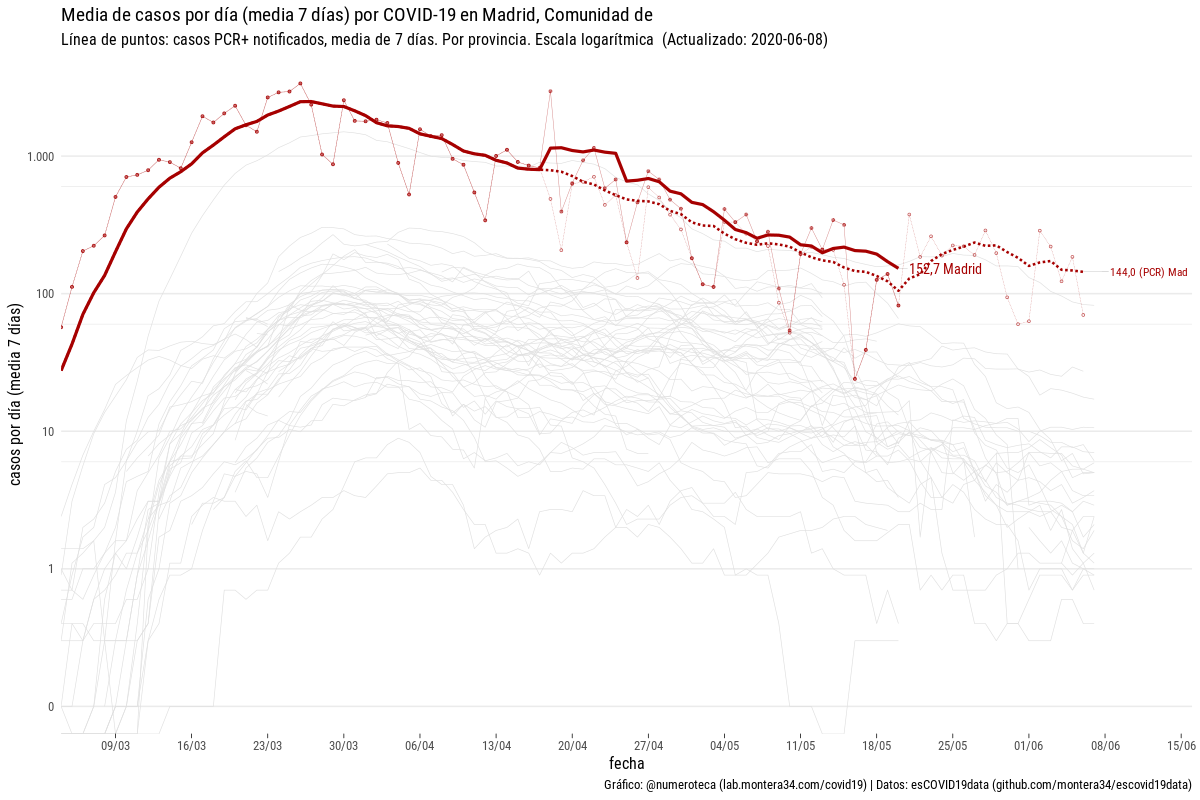 Media de casos por día (media 7 días) por COVID-19 en Madrid, Comunidad de
Línea de puntos: casos PCR+ notificados, media de 7 días. Por provincia. Escala logarítmica (Actualizado: 2020-06-08)
casos por día (media 7 días)
1.000
100
10
1
0
152,7 Madrid
144,0 (PCR) Mad
09/03 16/03 23/03 30/03 06/04 13/04 20/04 27/04 04/05 11/05 18/05 25/05 01/06 08/06 15/06
fecha
Gráfico: @numeroteca (lab.montera34.com/covid19) | Datos: esCOVID19data (github.com/montera34/escovid19data)